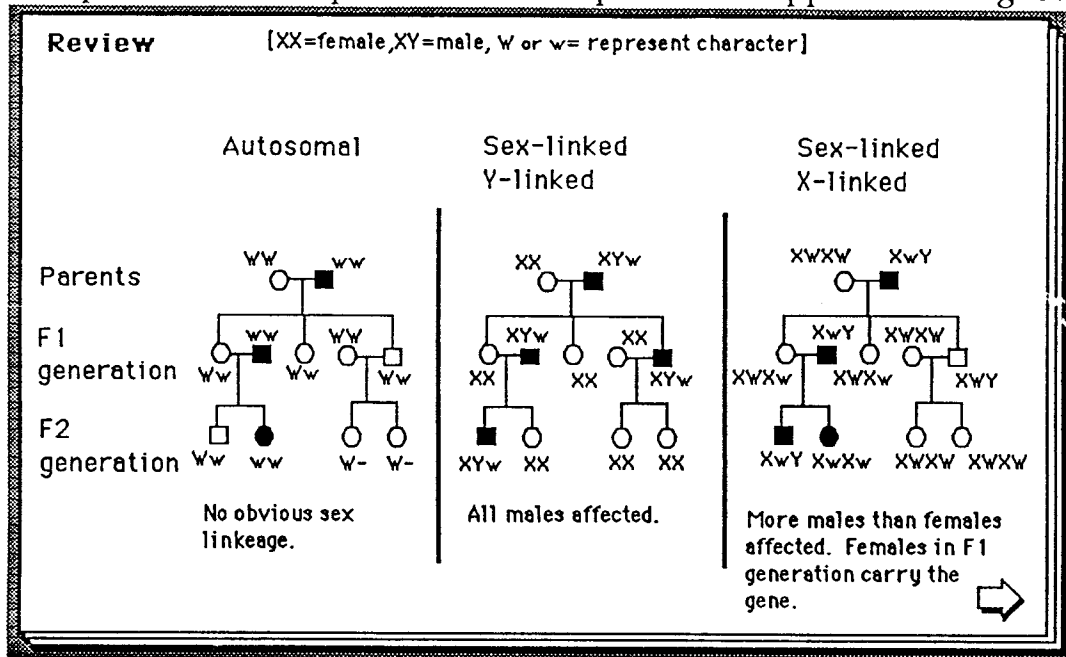 Review [XX=female,XY=male, W or w= represent character]
Autosomal
Sex-linked
Y-linked
Sex-linked
X-linked
Parents
WW ww
XX XYw
XWXW XwY
F1
generation
ww WW
Ww Ww Ww
XYw XX
XX XX XYw
XwY XWXW
XWXw XWXw XWY
F2
generation
Ww ww W- W-
XYw XX XX XX
XwY XwXw XWXW XWXW
No obvious sex
linkeage.
All males affected.
More males than females
affected. Females in F1
generation carry the
gene.